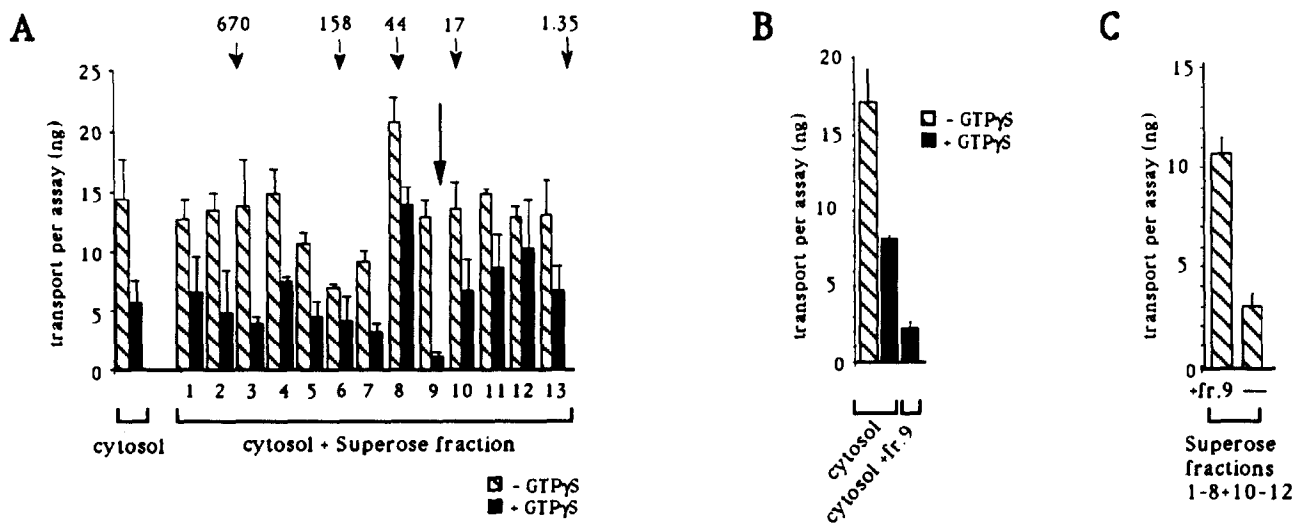 A
670 158 44 17 1.35
transport per assay (ng)
25
20
15
10
5
0
1 2 3 4 5 6 7 8 9 10 11 12 13
cytosol
cytosol + Superose fraction
- GTPγS
+ GTPγS
B
transport per assay (ng)
20
15
10
5
0
- GTPγS
+ GTPγS
cytosol
cytosol +fr. 9
C
transport per assay (ng)
15
10
5
0
+fr.9 —
Superose
fractions
1-8+10-12